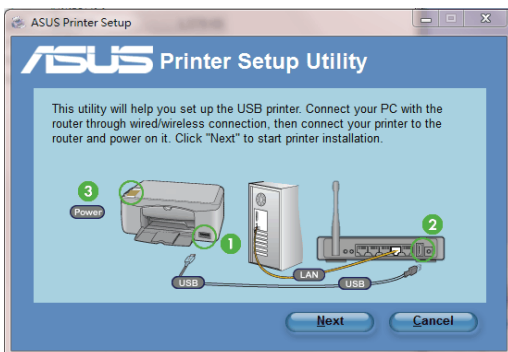 ASUS Printer Setup
ASUS Printer Setup Utility
This utility will help you set up the USB printer. Connect your PC with the
router through wired/wireless connection, then connect your printer to the
router and power on it. Click "Next" to start printer installation.
3
Power
1
2
LAN
USB
USB
Next
Cancel